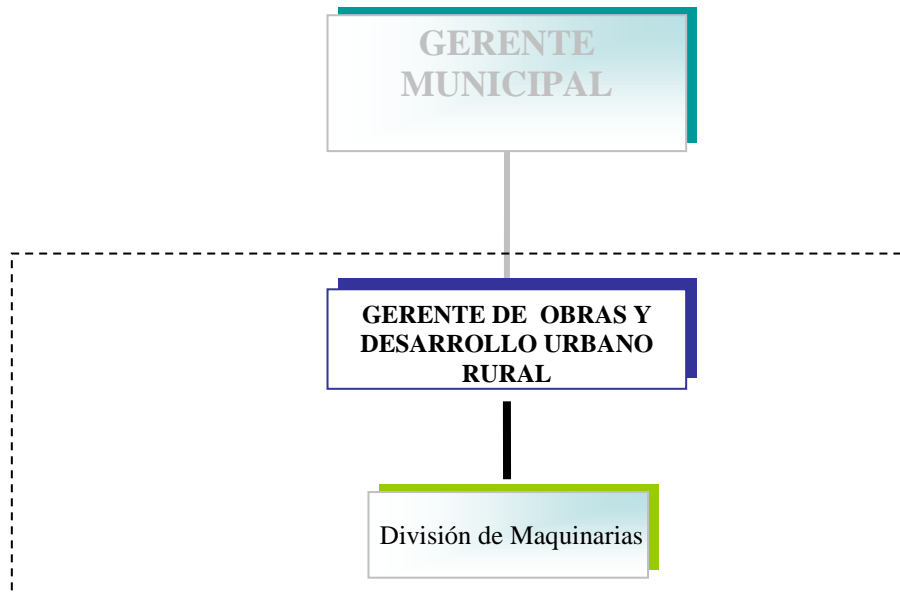 GERENTE
MUNICIPAL
GERENTE DE OBRAS Y
DESARROLLO URBANO
RURAL
División de Maquinarias